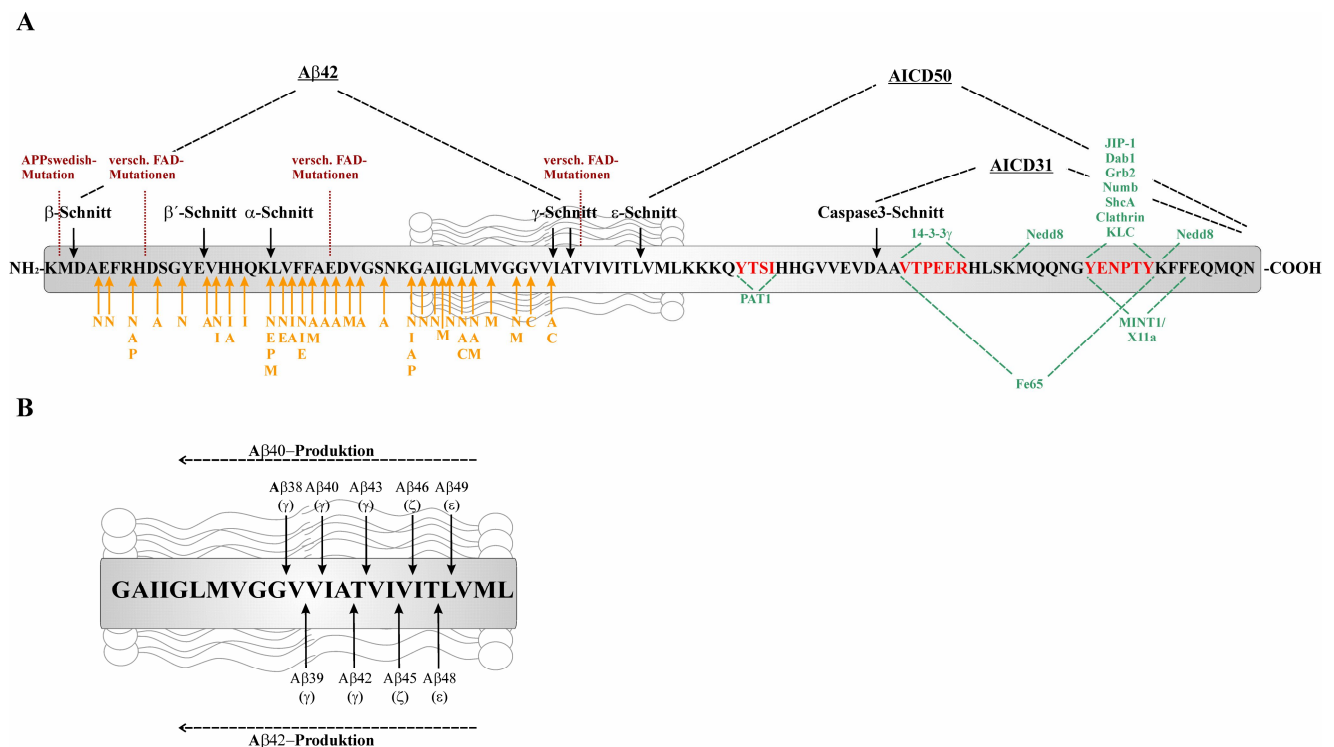 A
Aβ42
AICD50
JIP-1
Dab1
Grb2
Numb
ShcA
Clathrin
KLC
APPswedish-
Mutation
versch. FAD-
Mutationen
versch. FAD-
Mutationen
versch. FAD-
Mutationen
AICD31
β-Schnitt
β´-Schnitt
α-Schnitt
γ-Schnitt
ε-Schnitt
Caspase3-Schnitt
14-3-3γ
Nedd8
Nedd8
NH₂-KMDAEFRHDSGYEVHHQKLVFFAEDVGSNKGAIIGLMVGGVVIATVIVITLVMLKKKQYTSIHHGVVEVDAAVTPEERHLSKMQQNGYENPTYKFFEQMQN -COOH
PAT1
MINT1/
X11a
Fe65
N N N A N A N I I N N I N A A A M A A N N N I N N M N C A
A I A E E A I M M A A M C
P P E I C M
M A
P
B
Aβ40–Produktion
Aβ38 Aβ40 Aβ43 Aβ46 Aβ49
(γ) (γ) (γ) (ζ) (ε)
GAIIGLMVGGVVIATVIVITLVML
Aβ39 Aβ42 Aβ45 Aβ48
(γ) (γ) (ζ) (ε)
Aβ42–Produktion